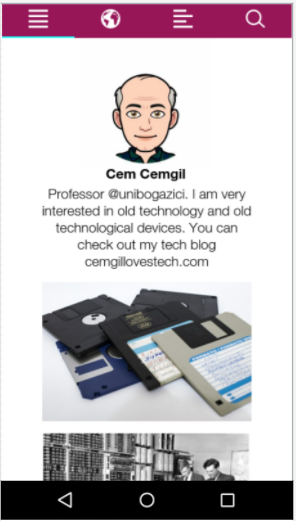 Cem Cemgil
Professor @unibogazici. I am very
interested in old technology and old
technological devices. You can
check out my tech blog
cemgillovestech.com